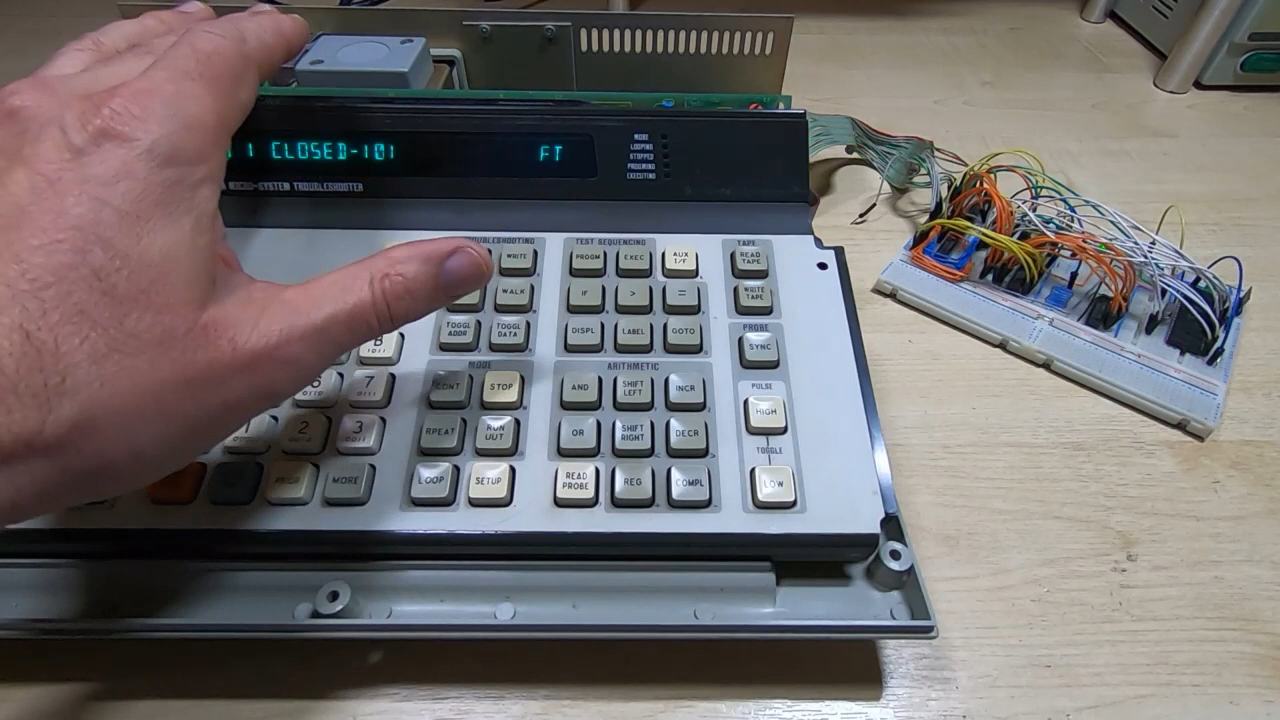 1 CLOSED-101 FT
MICRO-SYSTEM TROUBLESHOOTER
MORE
LOOPING
STOPPED
PROGMING
EXECUTING
TEST SEQUENCING
TAPE
WRITE
PROGM
EXEC
AUX I/F
READ TAPE
WALK
IF
>
=
WRITE TAPE
TOGGL ADDR
TOGGL DATA
DISPL
LABEL
GOTO
PROBE
SYNC
B
1011
MODE
ARITHMETIC
7
0111
CONT
STOP
AND
SHIFT LEFT
INCR
PULSE
HIGH
1
2
0010
3
0011
RPEAT
RUN UUT
OR
SHIFT RIGHT
DECR
TOGGLE
MORE
LOOP
SETUP
READ PROBE
REG
COMPL
LOW